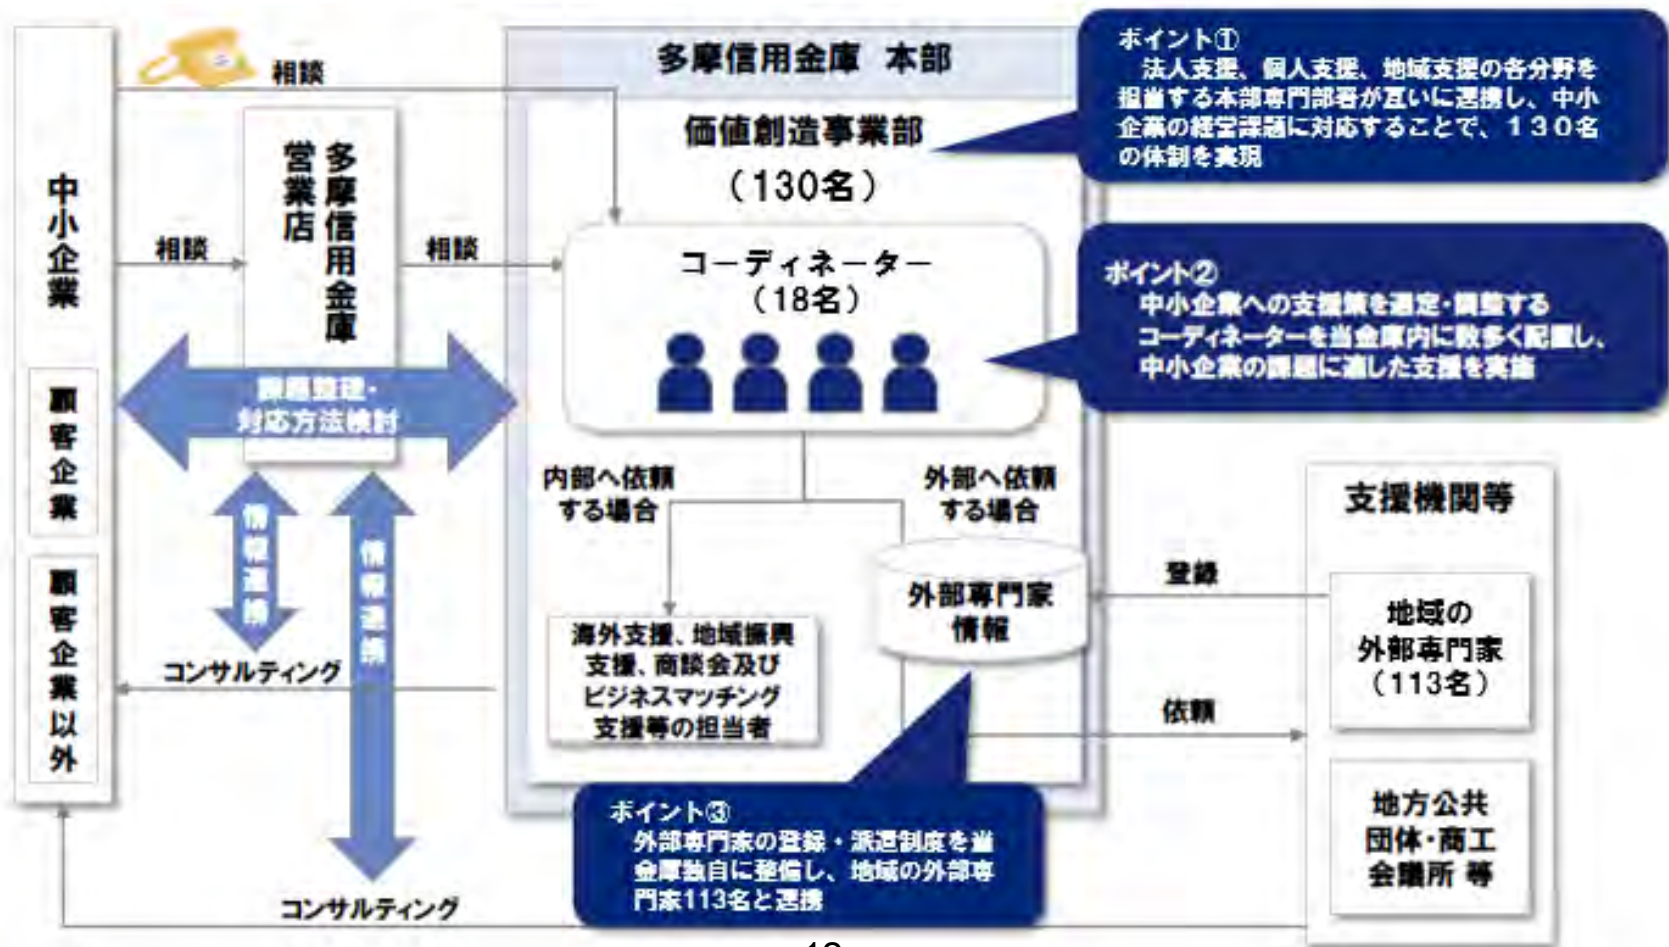 相談
多摩信用金庫 本部
価値創造事業部
（130名）
ポイント①
法人支援、個人支援、地域支援の各分野を
担当する本部専門部署が互いに連携し、中小
企業の経営課題に対応することで、130名
の体制を実現
中小企業
顧客企業
顧客企業以外
多摩信用金庫
営業店
相談
相談
コーディネーター
（18名）
ポイント②
中小企業への支援策を選定・調整する
コーディネーターを当金庫内に数多く配置し、
中小企業の課題に適した支援を実施
課題整理・
対応方法検討
情報連携
情報連携
内部へ依頼
する場合
外部へ依頼
する場合
海外支援、地域振興
支援、商談会及び
ビジネスマッチング
支援等の担当者
外部専門家
情報
コンサルティング
登録
依頼
支援機関等
地域の
外部専門家
（113名）
地方公共
団体・商工
会議所 等
ポイント③
外部専門家の登録・派遣制度を当
金庫独自に整備し、地域の外部専
門家113名と連携
コンサルティング